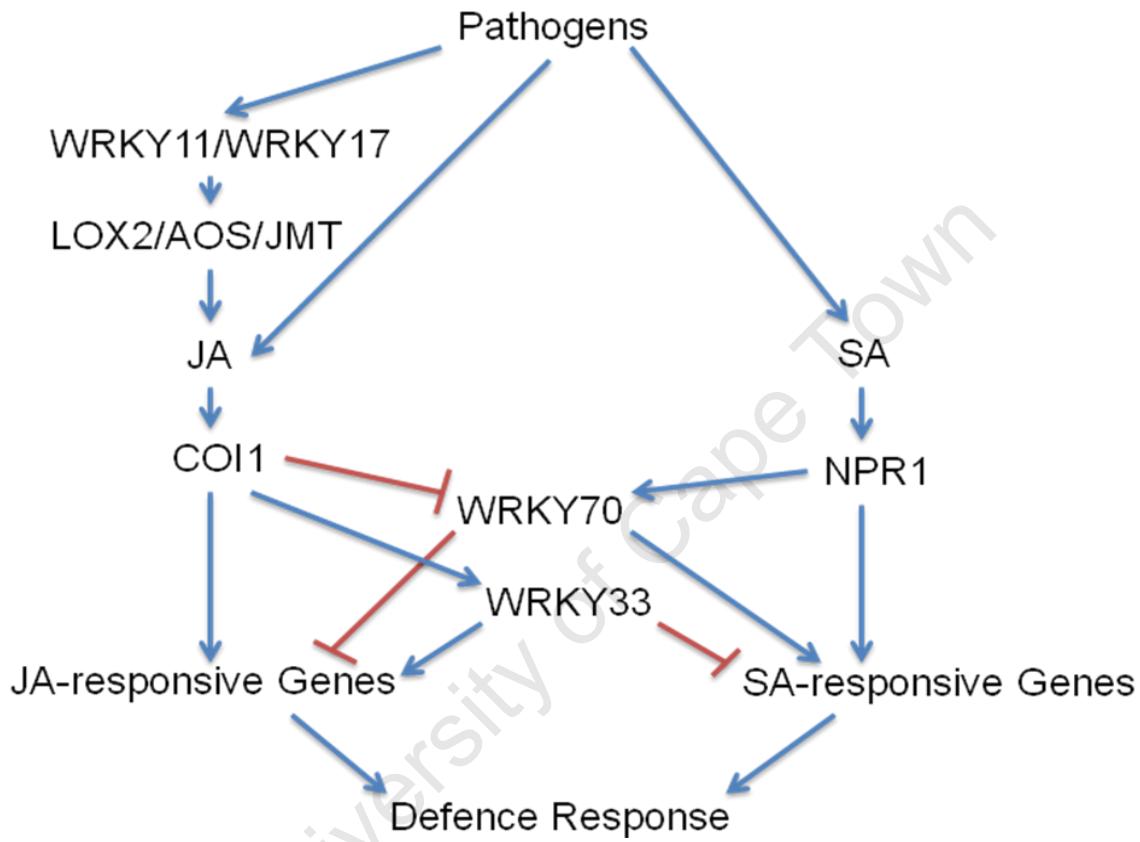 Pathogens
WRKY11/WRKY17
LOX2/AOS/JMT
JA
SA
COI1
NPR1
WRKY70
WRKY33
JA-responsive Genes
SA-responsive Genes
Defence Response
University of Cape Town